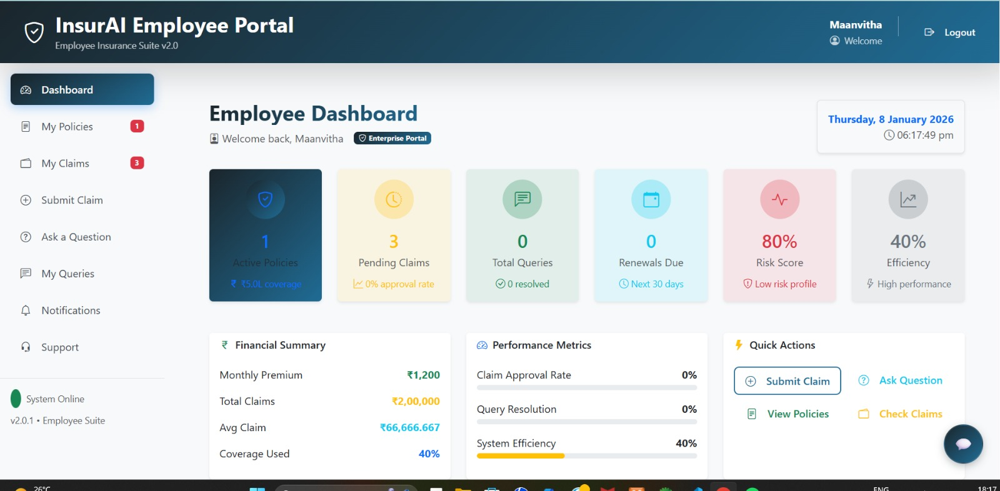 InsurAI Employee Portal
Employee Insurance Suite v2.0
Maanvitha
Welcome
Logout
Dashboard
My Policies 1
My Claims 3
Submit Claim
Ask a Question
My Queries
Notifications
Support
System Online
v2.0.1 • Employee Suite
Employee Dashboard
Welcome back, Maanvitha Enterprise Portal
Thursday, 8 January 2026
06:17:49 pm
1
Active Policies
₹ ₹5.0L coverage
3
Pending Claims
0% approval rate
0
Total Queries
0 resolved
0
Renewals Due
Next 30 days
80%
Risk Score
Low risk profile
40%
Efficiency
High performance
₹ Financial Summary
Monthly Premium ₹1,200
Total Claims ₹2,00,000
Avg Claim ₹66,666.667
Coverage Used 40%
Performance Metrics
Claim Approval Rate 0%
Query Resolution 0%
System Efficiency 40%
Quick Actions
Submit Claim Ask Question
View Policies Check Claims
26°C
ENG
18:17